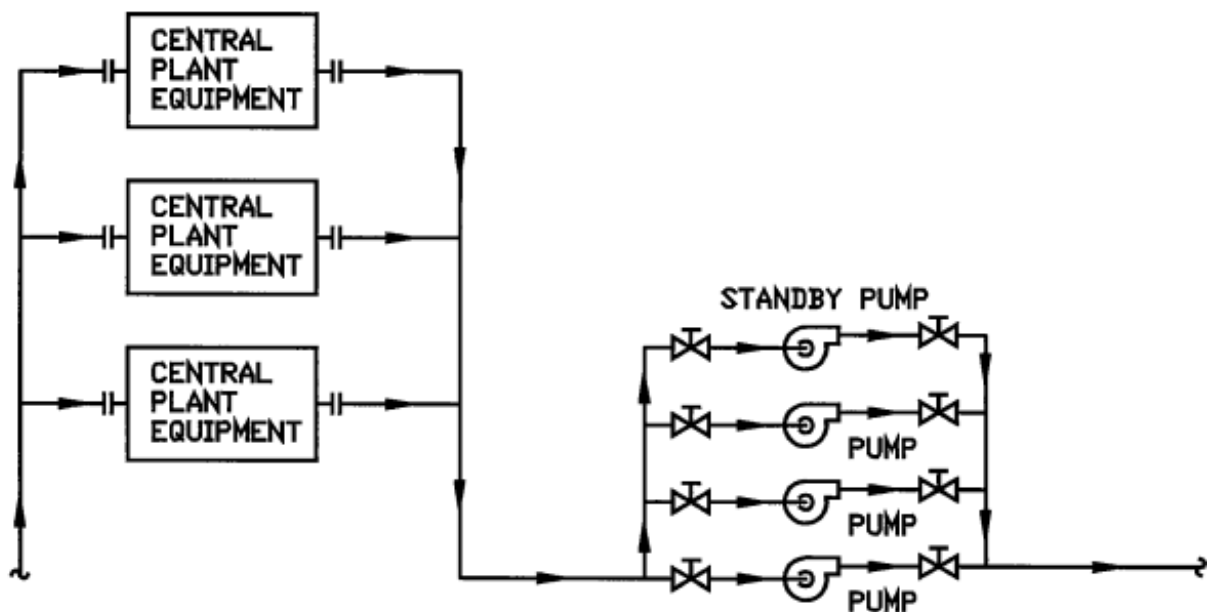 CENTRAL
PLANT
EQUIPMENT
CENTRAL
PLANT
EQUIPMENT
CENTRAL
PLANT
EQUIPMENT
STANDBY PUMP
PUMP
PUMP
PUMP